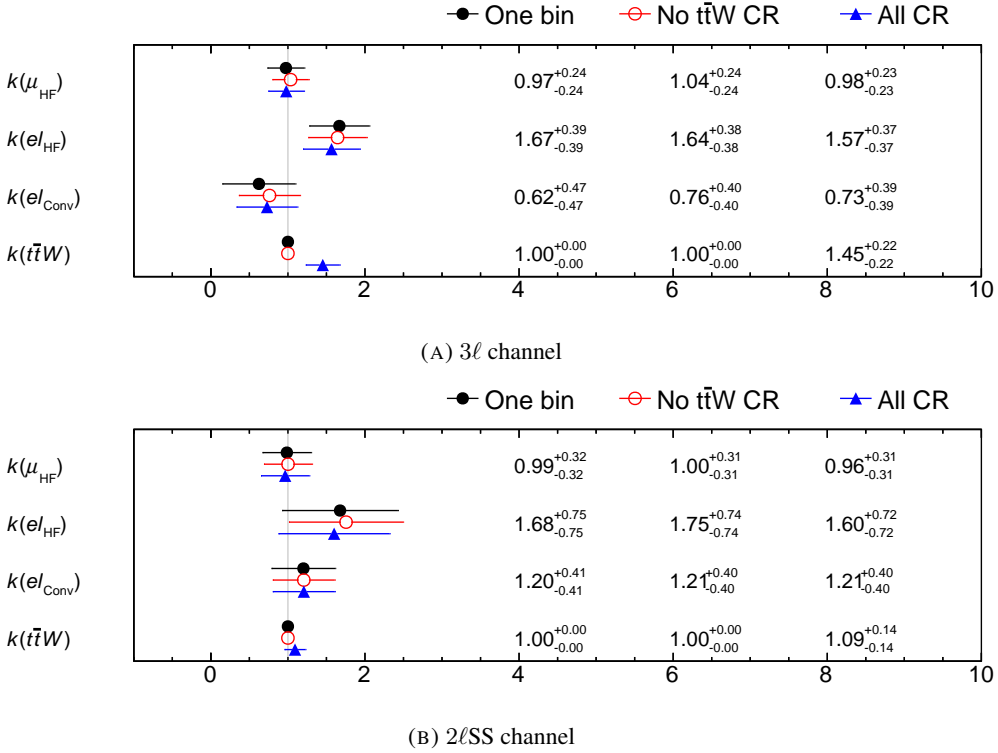 One bin No tt̄W CR All CR
k(μHF) 0.97 +0.24 -0.24 1.04 +0.24 -0.24 0.98 +0.23 -0.23
k(elHF) 1.67 +0.39 -0.39 1.64 +0.38 -0.38 1.57 +0.37 -0.37
k(elConv) 0.62 +0.47 -0.47 0.76 +0.40 -0.40 0.73 +0.39 -0.39
k(tt̄W) 1.00 +0.00 -0.00 1.00 +0.00 -0.00 1.45 +0.22 -0.22
0 2 4 6 8 10
(A) 3ℓ channel
One bin No tt̄W CR All CR
k(μHF) 0.99 +0.32 -0.32 1.00 +0.31 -0.31 0.96 +0.31 -0.31
k(elHF) 1.68 +0.75 -0.75 1.75 +0.74 -0.74 1.60 +0.72 -0.72
k(elConv) 1.20 +0.41 -0.41 1.21 +0.40 -0.40 1.21 +0.40 -0.40
k(tt̄W) 1.00 +0.00 -0.00 1.00 +0.00 -0.00 1.09 +0.14 -0.14
0 2 4 6 8 10
(B) 2ℓSS channel